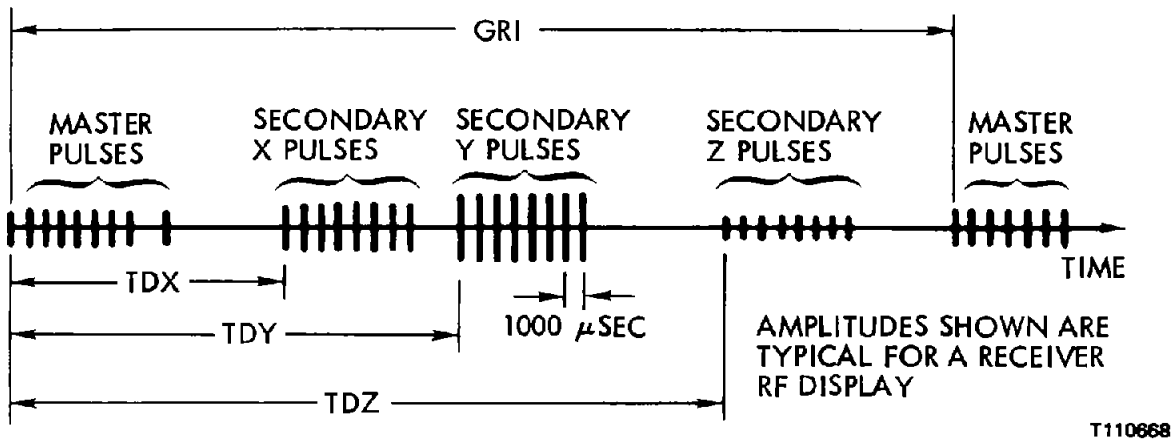 GRI
MASTER
PULSES
SECONDARY
X PULSES
SECONDARY
Y PULSES
SECONDARY
Z PULSES
MASTER
PULSES
TIME
TDX
1000 μSEC
TDY
TDZ
AMPLITUDES SHOWN ARE
TYPICAL FOR A RECEIVER
RF DISPLAY
T110668